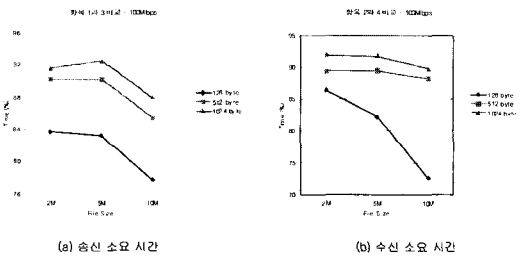 항목 1과 3 비교 - 100Mbps
96
92
88
84
80
76
Time (%)
2M
5M
10M
File Size
128 byte
512 byte
1024 byte
(a) 송신 소요 시간
항목 2와 4 비교 - 100Mbps
95
90
85
80
75
70
Time (%)
2M
5M
10M
File Size
128 byte
512 byte
1024 byte
(b) 수신 소요 시간